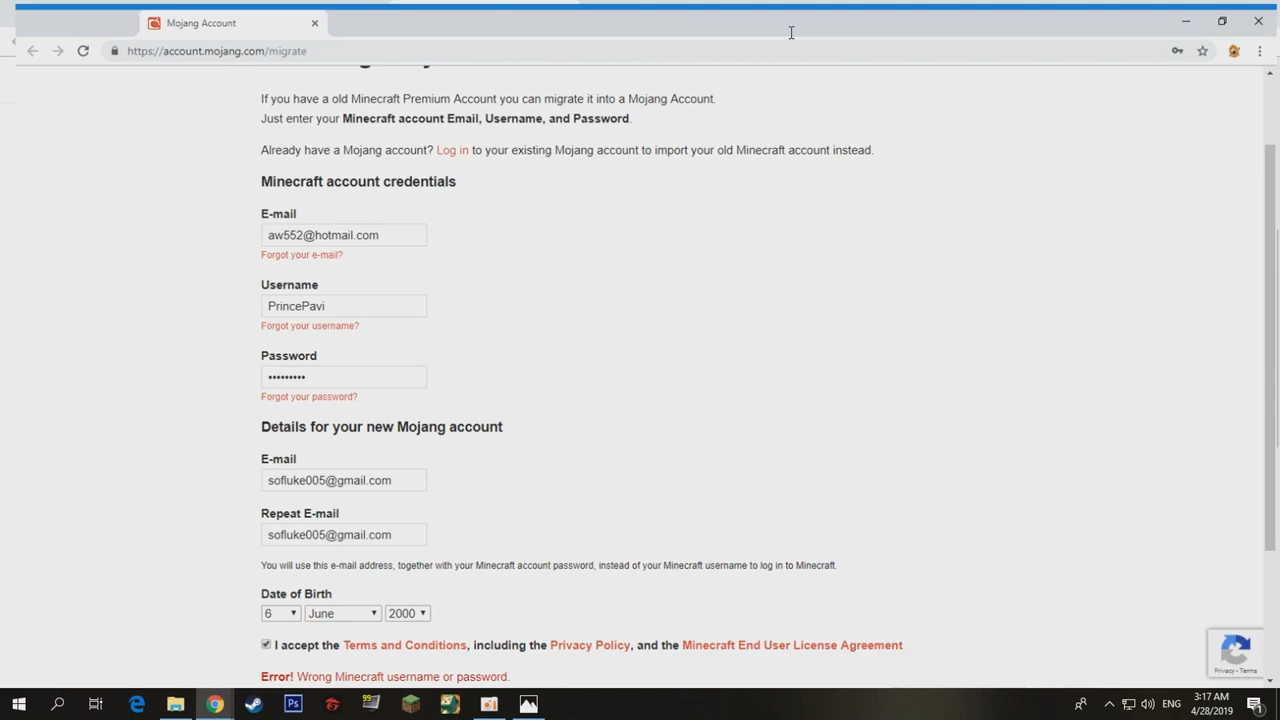 Mojang Account
https://account.mojang.com/migrate
If you have a old Minecraft Premium Account you can migrate it into a Mojang Account.
Just enter your Minecraft account Email, Username, and Password.
Already have a Mojang account? Log in to your existing Mojang account to import your old Minecraft account instead.
Minecraft account credentials
E-mail
aw552@hotmail.com
Forgot your e-mail?
Username
PrincePavi
Forgot your username?
Password
•••••••••
Forgot your password?
Details for your new Mojang account
E-mail
sofluke005@gmail.com
Repeat E-mail
sofluke005@gmail.com
You will use this e-mail address, together with your Minecraft account password, instead of your Minecraft username to log in to Minecraft.
Date of Birth
6 June 2000
I accept the Terms and Conditions, including the Privacy Policy, and the Minecraft End User License Agreement
Privacy - Terms
Error! Wrong Minecraft username or password.
Ps
99
ENG
3:17 AM
4/28/2019
1